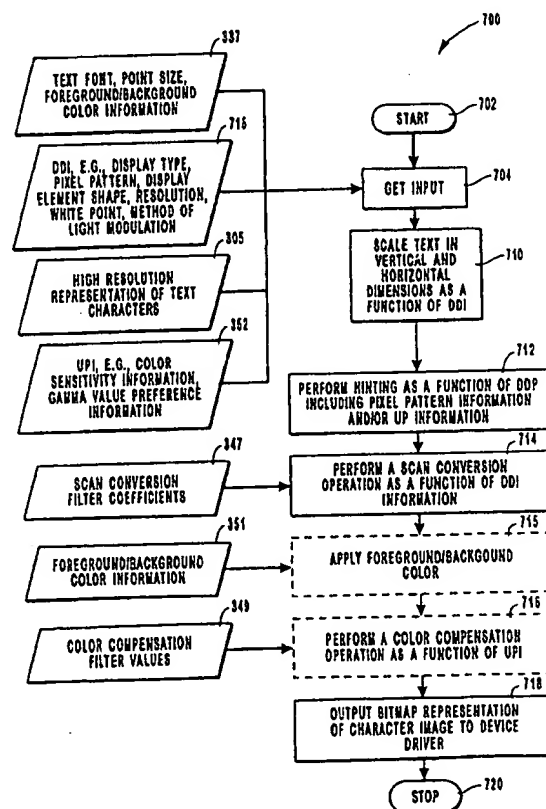 700
337
TEXT FONT, POINT SIZE,
FOREGROUND/BACKGROUND
COLOR INFORMATION
702
START
716
DDI, E.G., DISPLAY TYPE,
PIXEL PATTERN, DISPLAY
ELEMENT SHAPE, RESOLUTION,
WHITE POINT, METHOD OF
LIGHT MODULATION
GET INPUT
704
305
HIGH RESOLUTION
REPRESENTATION OF TEXT
CHARACTERS
SCALE TEXT IN
VERTICAL AND
HORIZONTAL
DIMENSIONS AS A
FUNCTION OF DDI
710
352
UPI, E.G., COLOR
SENSITIVITY INFORMATION,
GAMMA VALUE PREFERENCE
INFORMATION
712
PERFORM HINTING AS A FUNCTION OF DDP
INCLUDING PIXEL PATTERN INFORMATION
AND/OR UP INFORMATION
347
SCAN CONVERSION
FILTER COEFFICIENTS
714
PERFORM A SCAN CONVERSION
OPERATION AS A FUNCTION OF DDI
INFORMATION
351
FOREGROUND/BACKGROUND
COLOR INFORMATION
715
APPLY FOREGROUND/BACKGOUND
COLOR
349
COLOR COMPENSATION
FILTER VALUES
716
PERFORM A COLOR COMPENSATION
OPERATION AS A FUNCTION OF UPI
718
OUTPUT BITMAP REPRESENTATION
OF CHARACTER IMAGE TO DEVICE
DRIVER
STOP
720